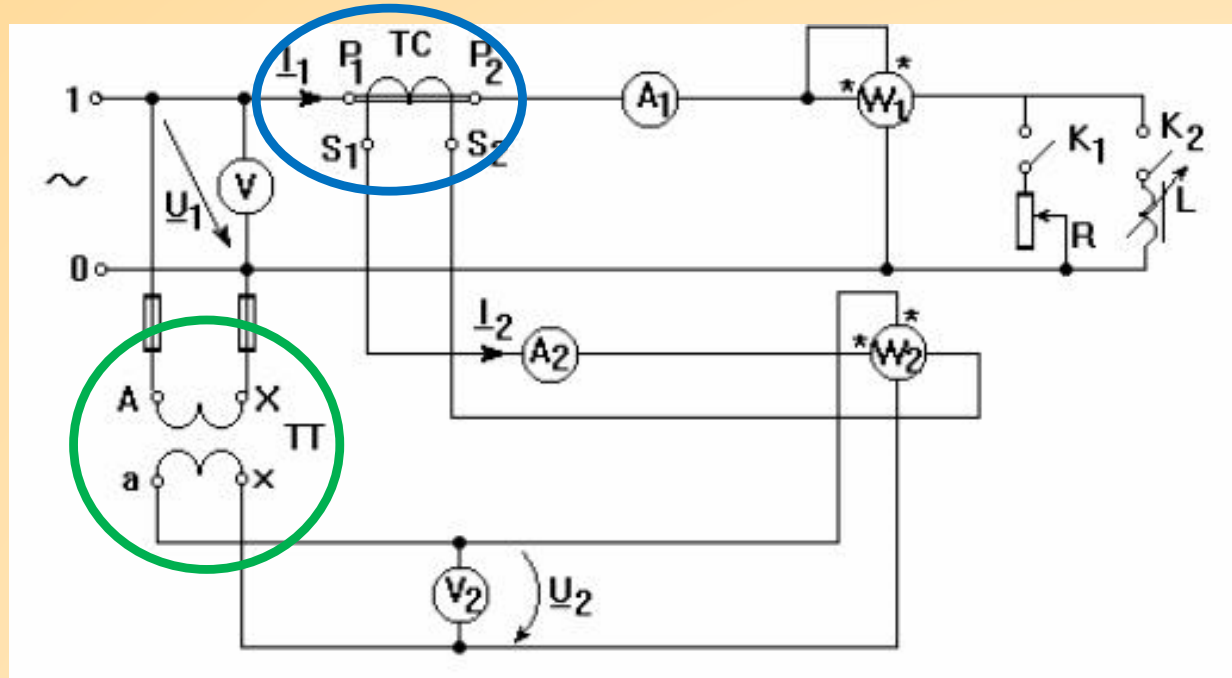 I1 P1 TC P2
1
A1
* *
W1
S1 S2
K1 K2
~
V
U1
R L
0
I2
A2
* *
W2
A X
TT
a x
V2
U2